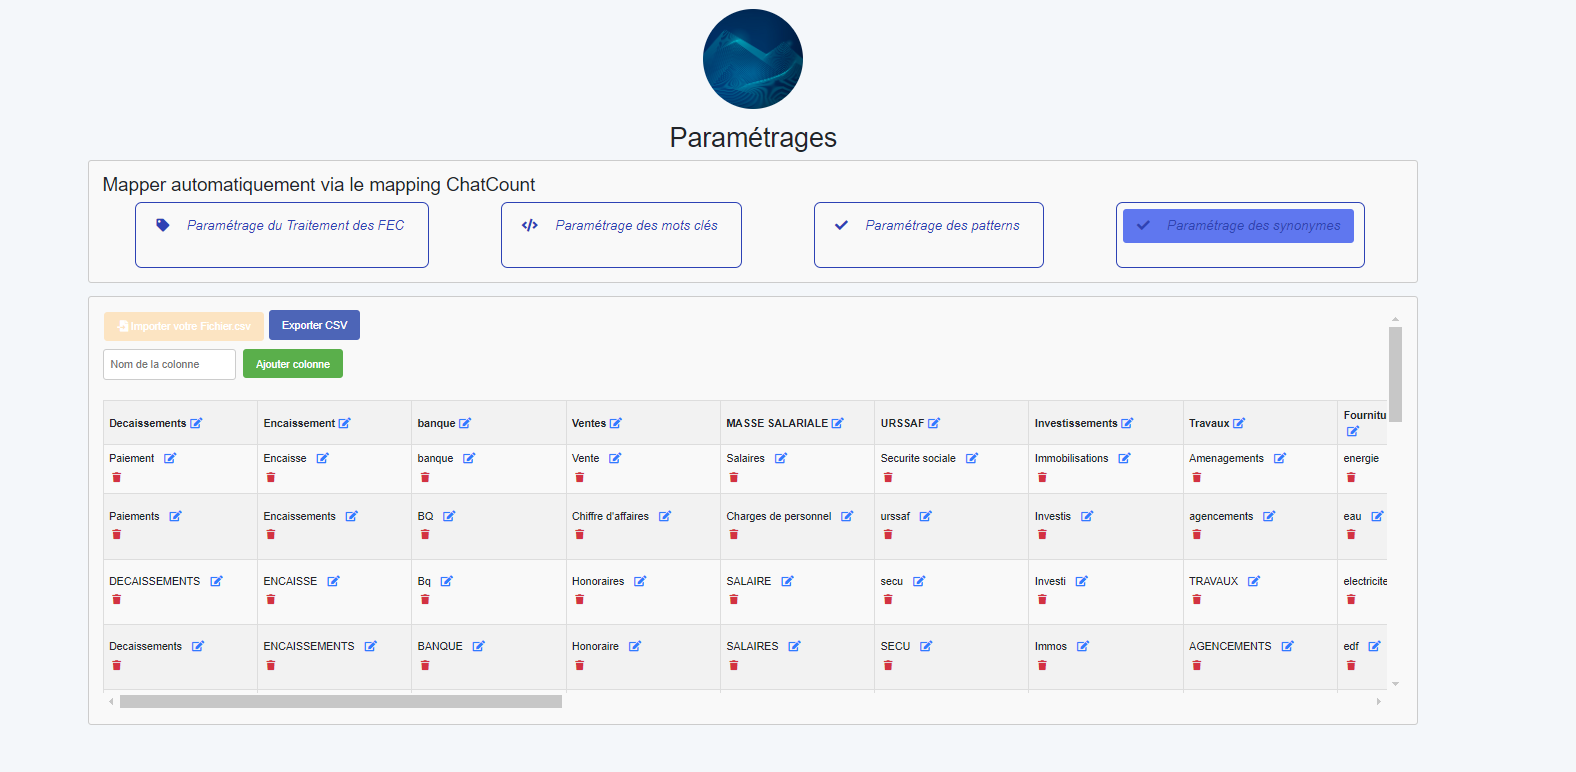 Paramétrages
Mapper automatiquement via le mapping ChatCount
Paramétrage du Traitement des FEC
Paramétrage des mots clés
Paramétrage des patterns
Paramétrage des synonymes
Importer votre Fichier.csv
Exporter CSV
Nom de la colonne
Ajouter colonne
Decaissements Encaissement banque Ventes MASSE SALARIALE URSSAF Investissements Travaux Fournitu
Paiement Encaisse banque Vente Salaires Securite sociale Immobilisations Amenagements energie
Paiements Encaissements BQ Chiffre d'affaires Charges de personnel urssaf Investis agencements eau
DECAISSEMENTS ENCAISSE Bq Honoraires SALAIRE secu Investi TRAVAUX electricite
Decaissements ENCAISSEMENTS BANQUE Honoraire SALAIRES SECU Immos AGENCEMENTS edf